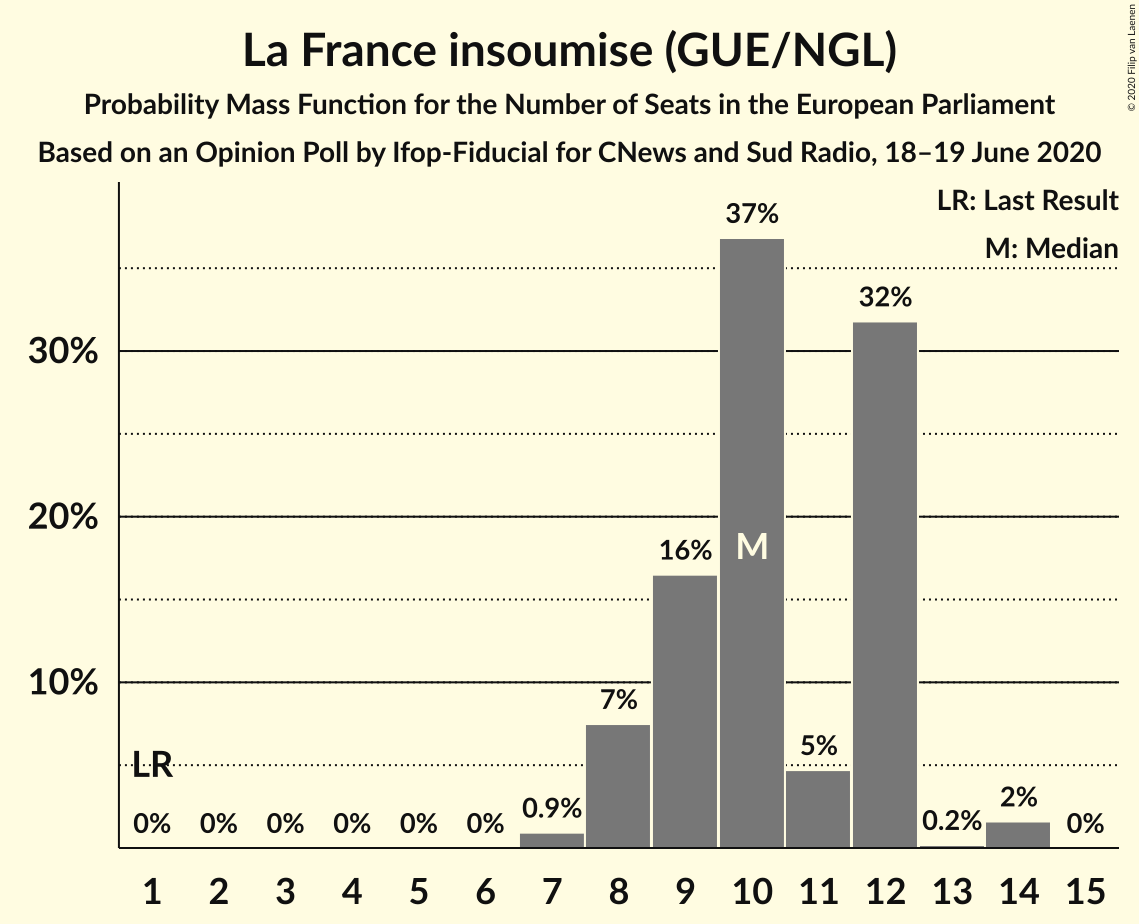 La France insoumise (GUE/NGL)
Probability Mass Function for the Number of Seats in the European Parliament
Based on an Opinion Poll by Ifop-Fiducial for CNews and Sud Radio, 18–19 June 2020
© 2020 Filip van Laenen
LR: Last Result
M: Median
37%
32%
30%
20%
16%
M
10%
7%
5%
LR
0% 0% 0% 0% 0% 0% 0.9% 0.2% 2% 0%
1 2 3 4 5 6 7 8 9 10 11 12 13 14 15